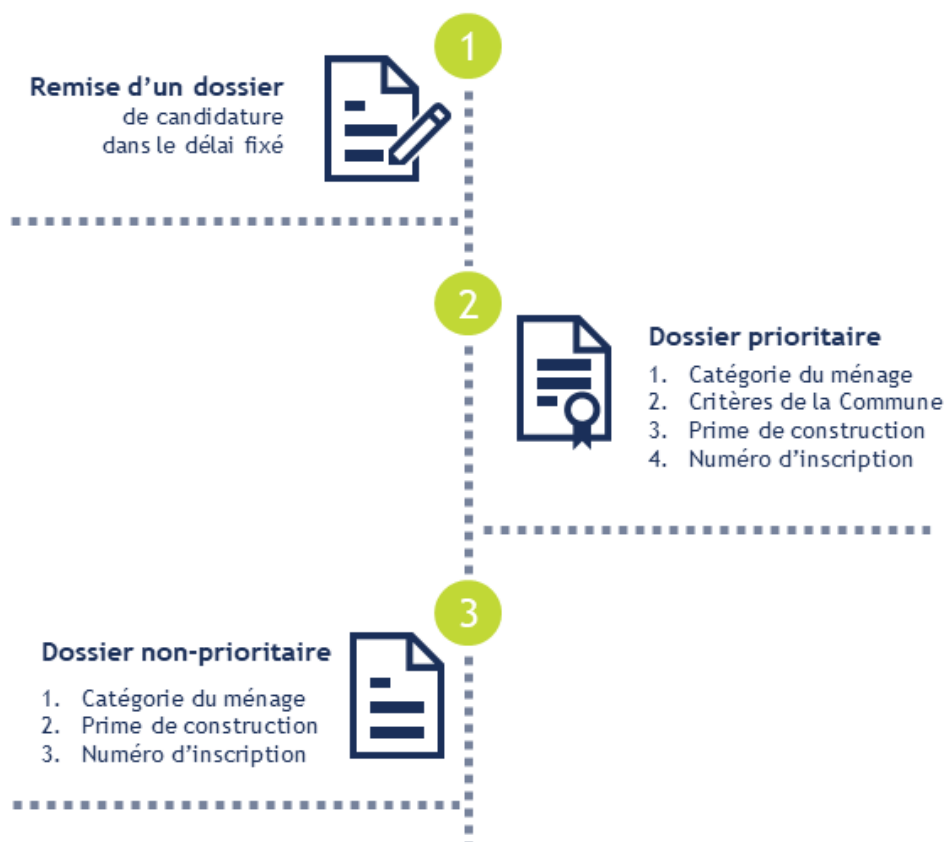 1
Remise d'un dossier
de candidature
dans le délai fixé
2
Dossier prioritaire
1. Catégorie du ménage
2. Critères de la Commune
3. Prime de construction
4. Numéro d'inscription
3
Dossier non-prioritaire
1. Catégorie du ménage
2. Prime de construction
3. Numéro d'inscription